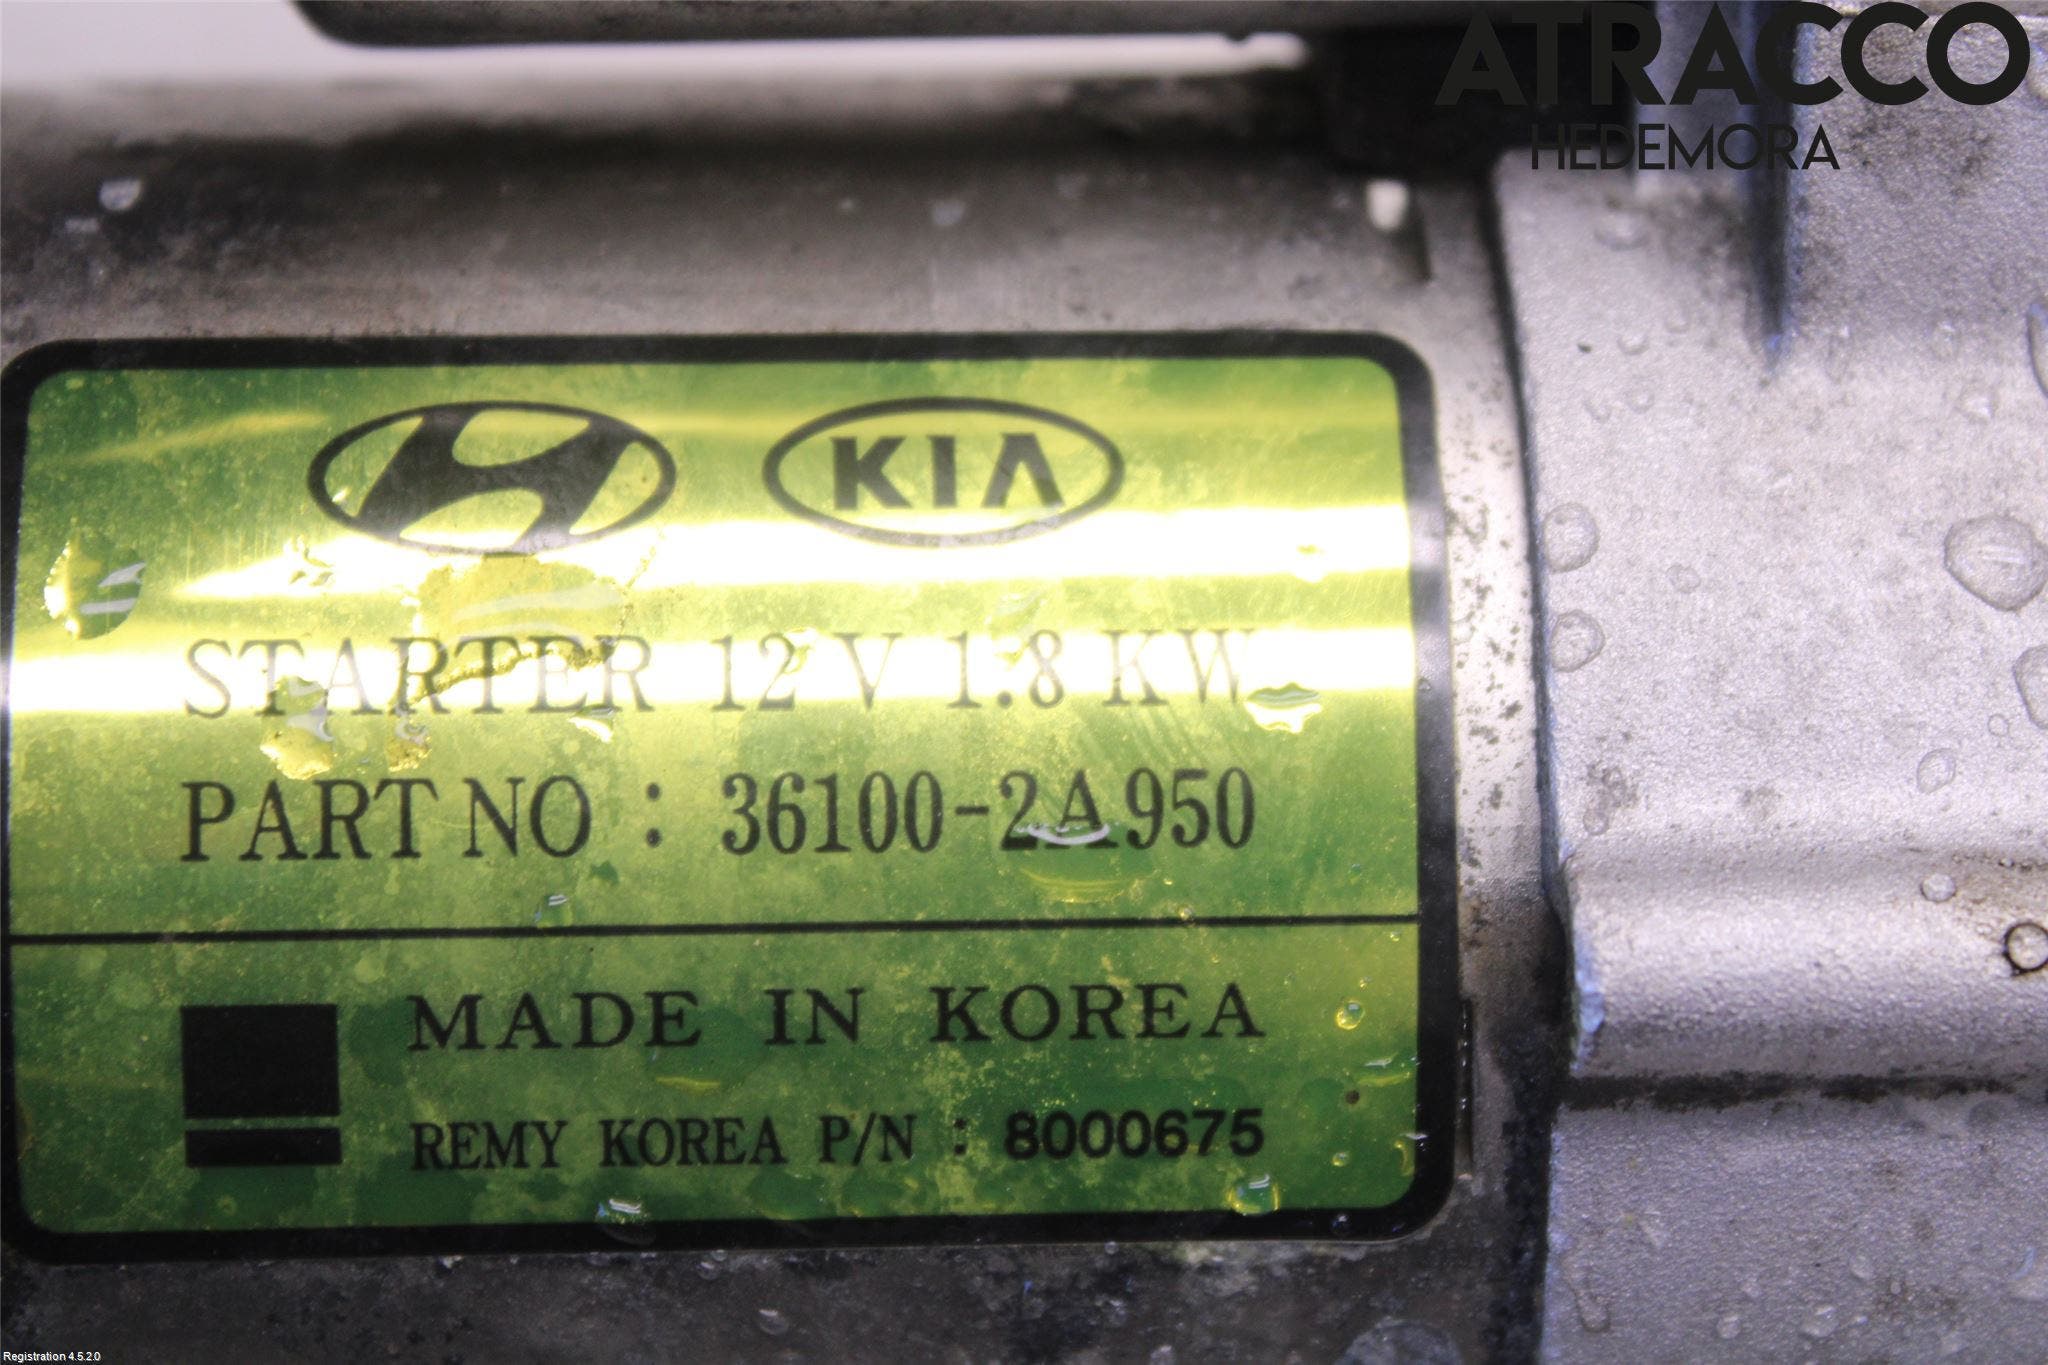 ATRACCO
HEDEMORA
KIA
STARTER 12 V 1.8 KW
PART NO : 36100-2A950
MADE IN KOREA
REMY KOREA P/N : 8000675
Registration 4.5.2.0